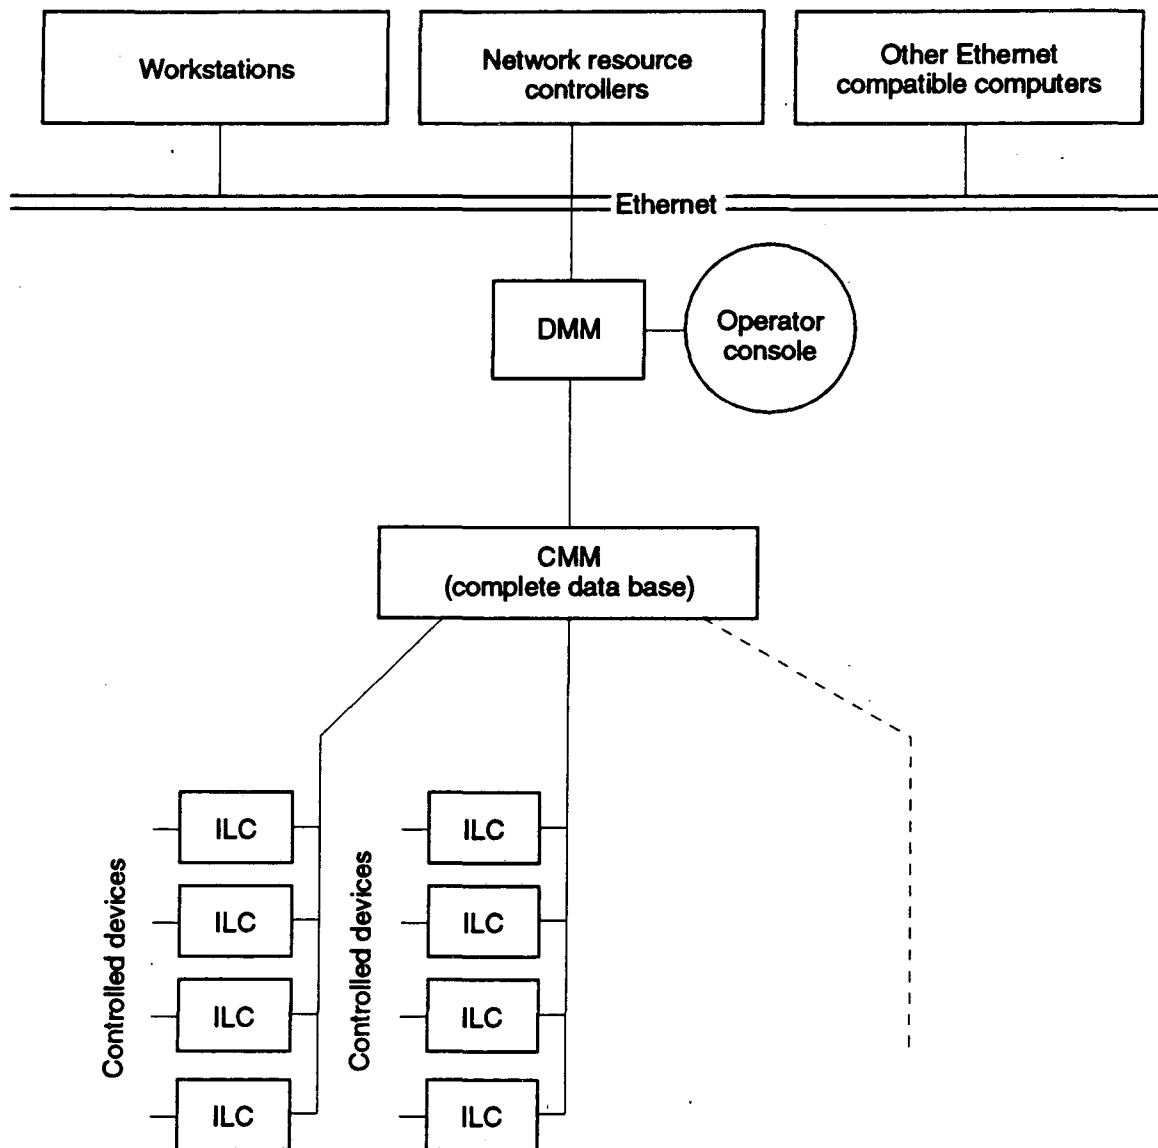 Workstations
Network resource
controllers
Other Ethernet
compatible computers
Ethernet
DMM
Operator
console
CMM
(complete data base)
Controlled devices
ILC
ILC
ILC
ILC
Controlled devices
ILC
ILC
ILC
ILC